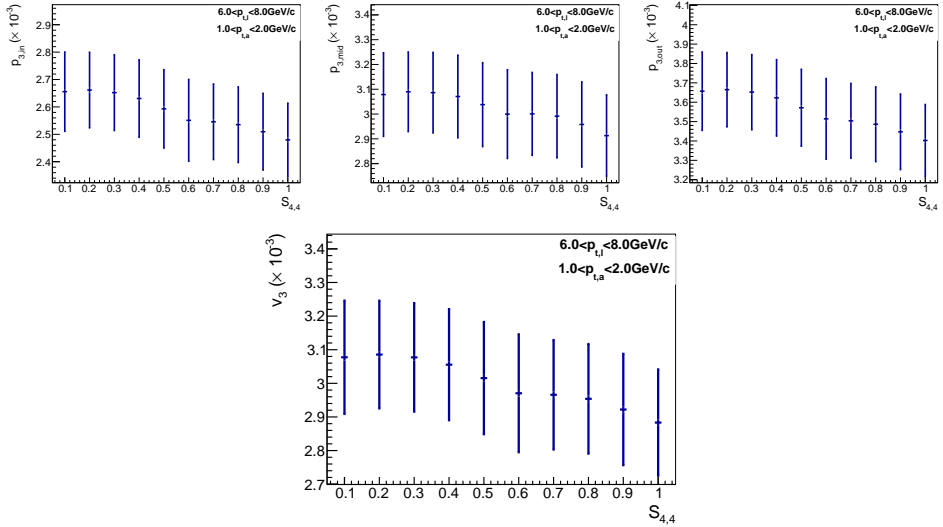 p3,in (× 10-3)
6.0<pt,l<8.0GeV/c
1.0<pt,a<2.0GeV/c
2.9
2.8
2.7
2.6
2.5
2.4
0.1 0.2 0.3 0.4 0.5 0.6 0.7 0.8 0.9 1
S4,4
p3,mid (× 10-3)
6.0<pt,l<8.0GeV/c
1.0<pt,a<2.0GeV/c
3.4
3.3
3.2
3.1
3
2.9
2.8
0.1 0.2 0.3 0.4 0.5 0.6 0.7 0.8 0.9 1
S4,4
p3,out (× 10-3)
6.0<pt,l<8.0GeV/c
1.0<pt,a<2.0GeV/c
4.1
4
3.9
3.8
3.7
3.6
3.5
3.4
3.3
3.2
0.1 0.2 0.3 0.4 0.5 0.6 0.7 0.8 0.9 1
S4,4
v3 (× 10-3)
6.0<pt,l<8.0GeV/c
1.0<pt,a<2.0GeV/c
3.4
3.3
3.2
3.1
3
2.9
2.8
2.7
0.1 0.2 0.3 0.4 0.5 0.6 0.7 0.8 0.9 1
S4,4